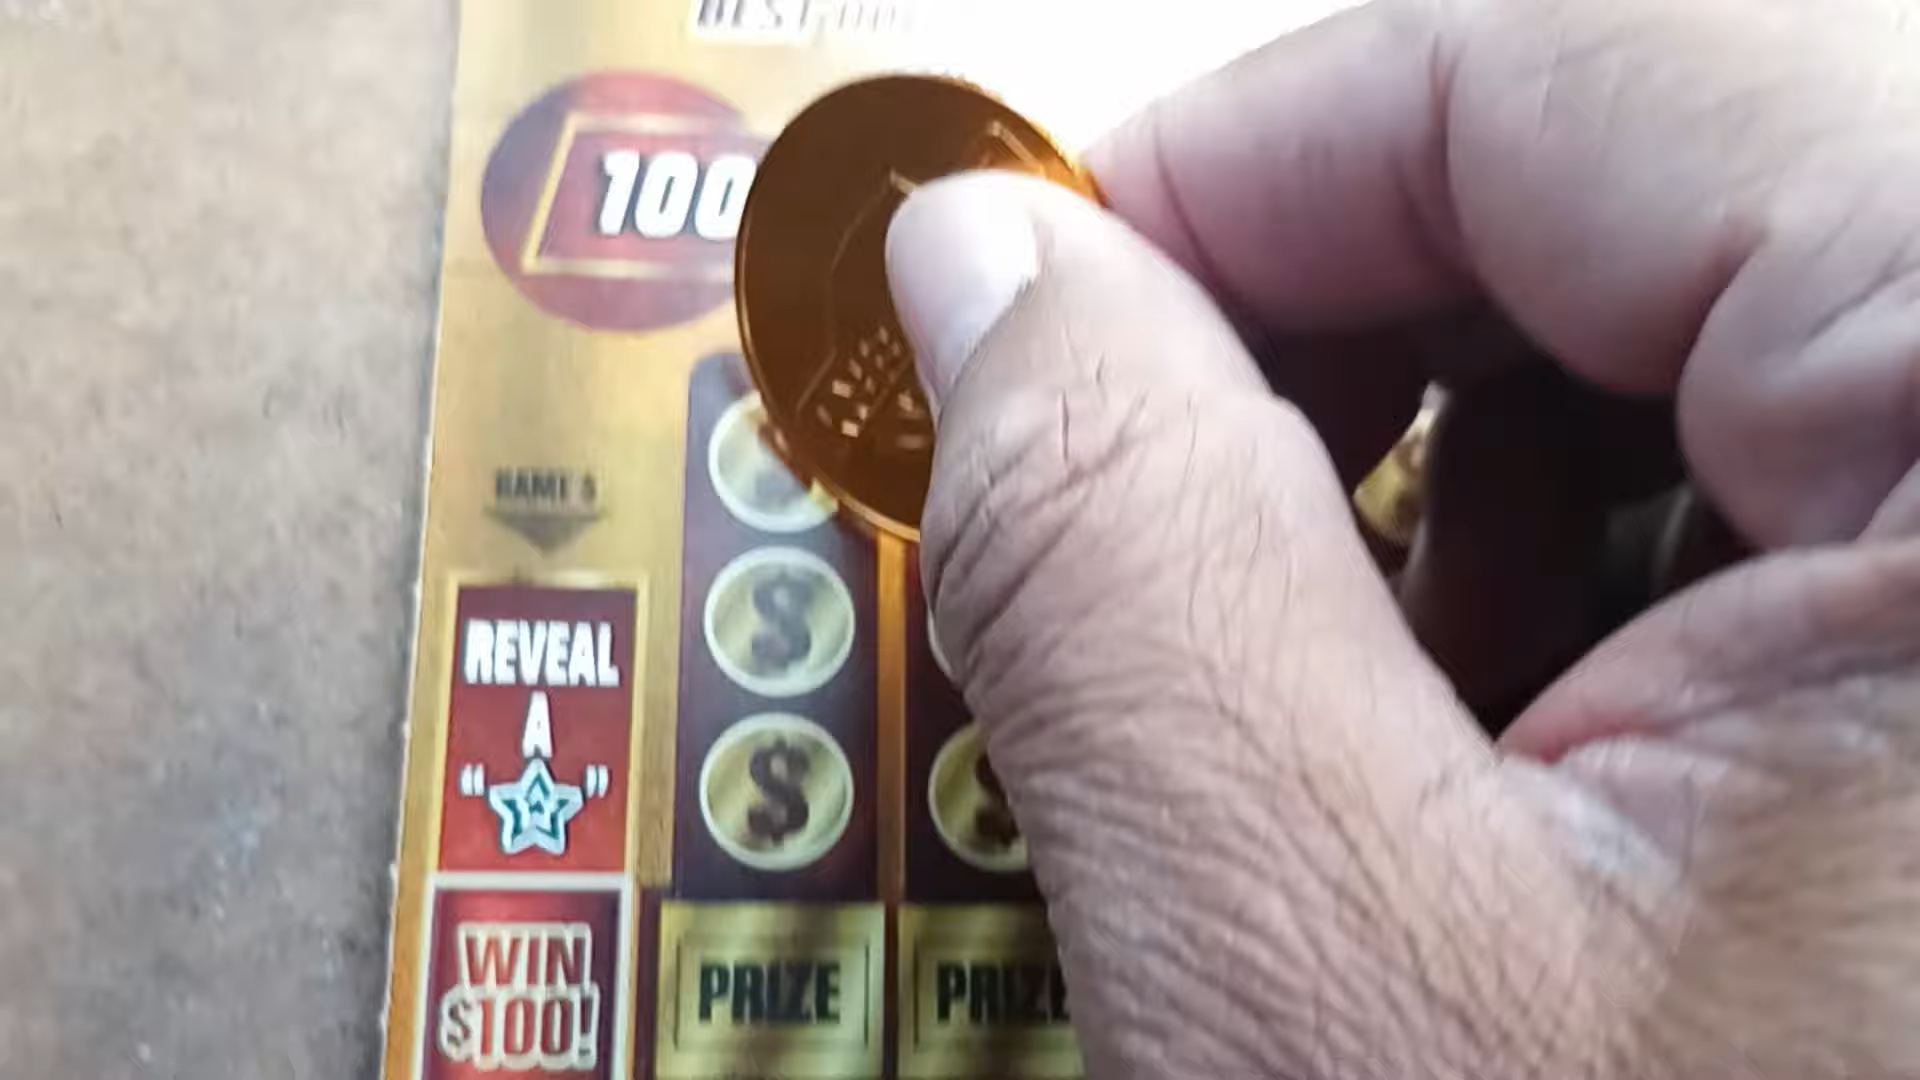 100
GAME 5
REVEAL
A
“ ”
WIN
$100!
$
$
$
PRIZE
PRIZE